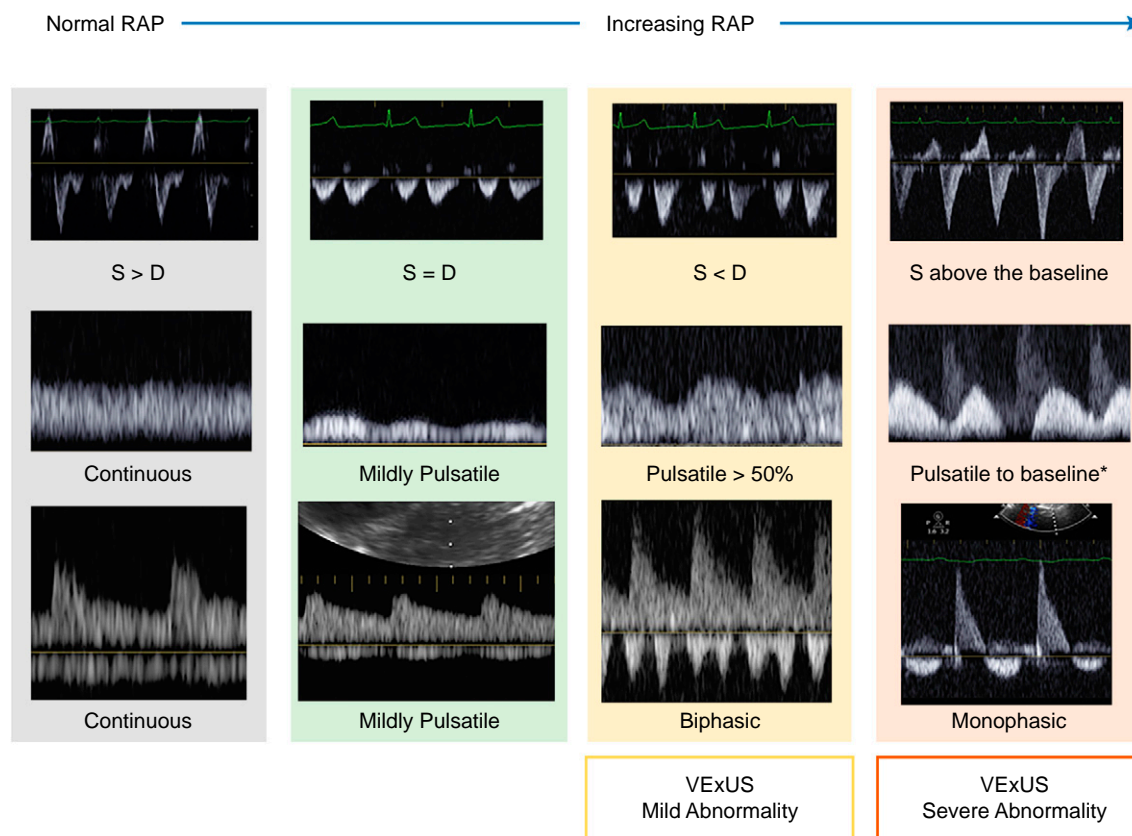 Normal RAP
Increasing RAP
S > D
S = D
S < D
S above the baseline
Continuous
Mildly Pulsatile
Pulsatile > 50%
Pulsatile to baseline*
Continuous
Mildly Pulsatile
Biphasic
Monophasic
VExUS
Mild Abnormality
VExUS
Severe Abnormality